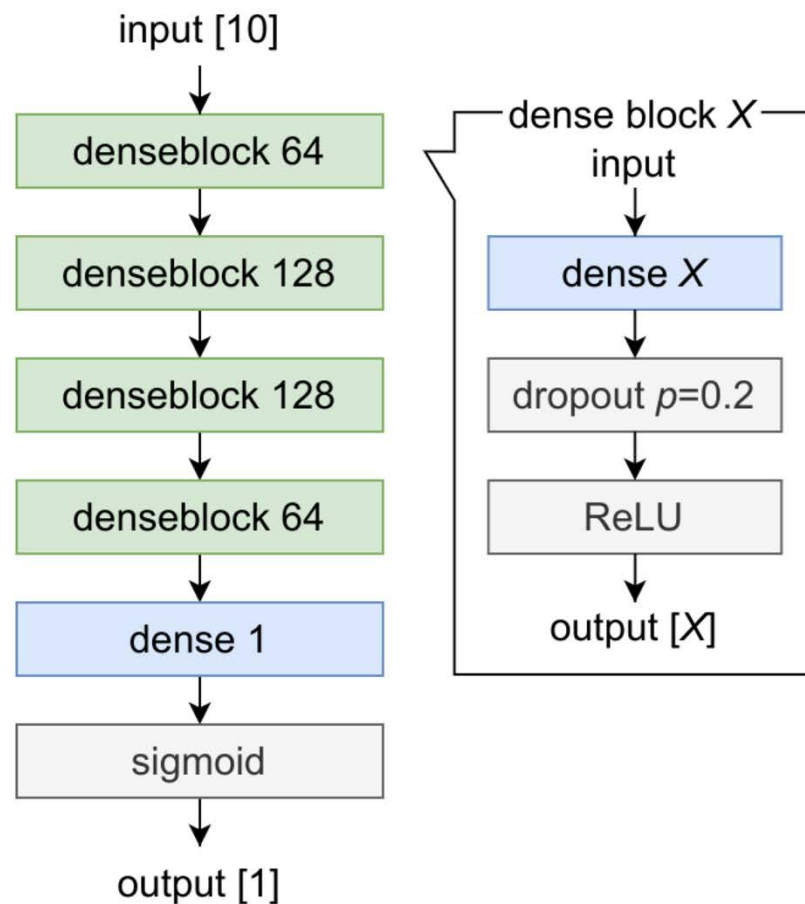 input [10]
denseblock 64
denseblock 128
denseblock 128
denseblock 64
dense 1
sigmoid
output [1]
dense block X
input
dense X
dropout p=0.2
ReLU
output [X]